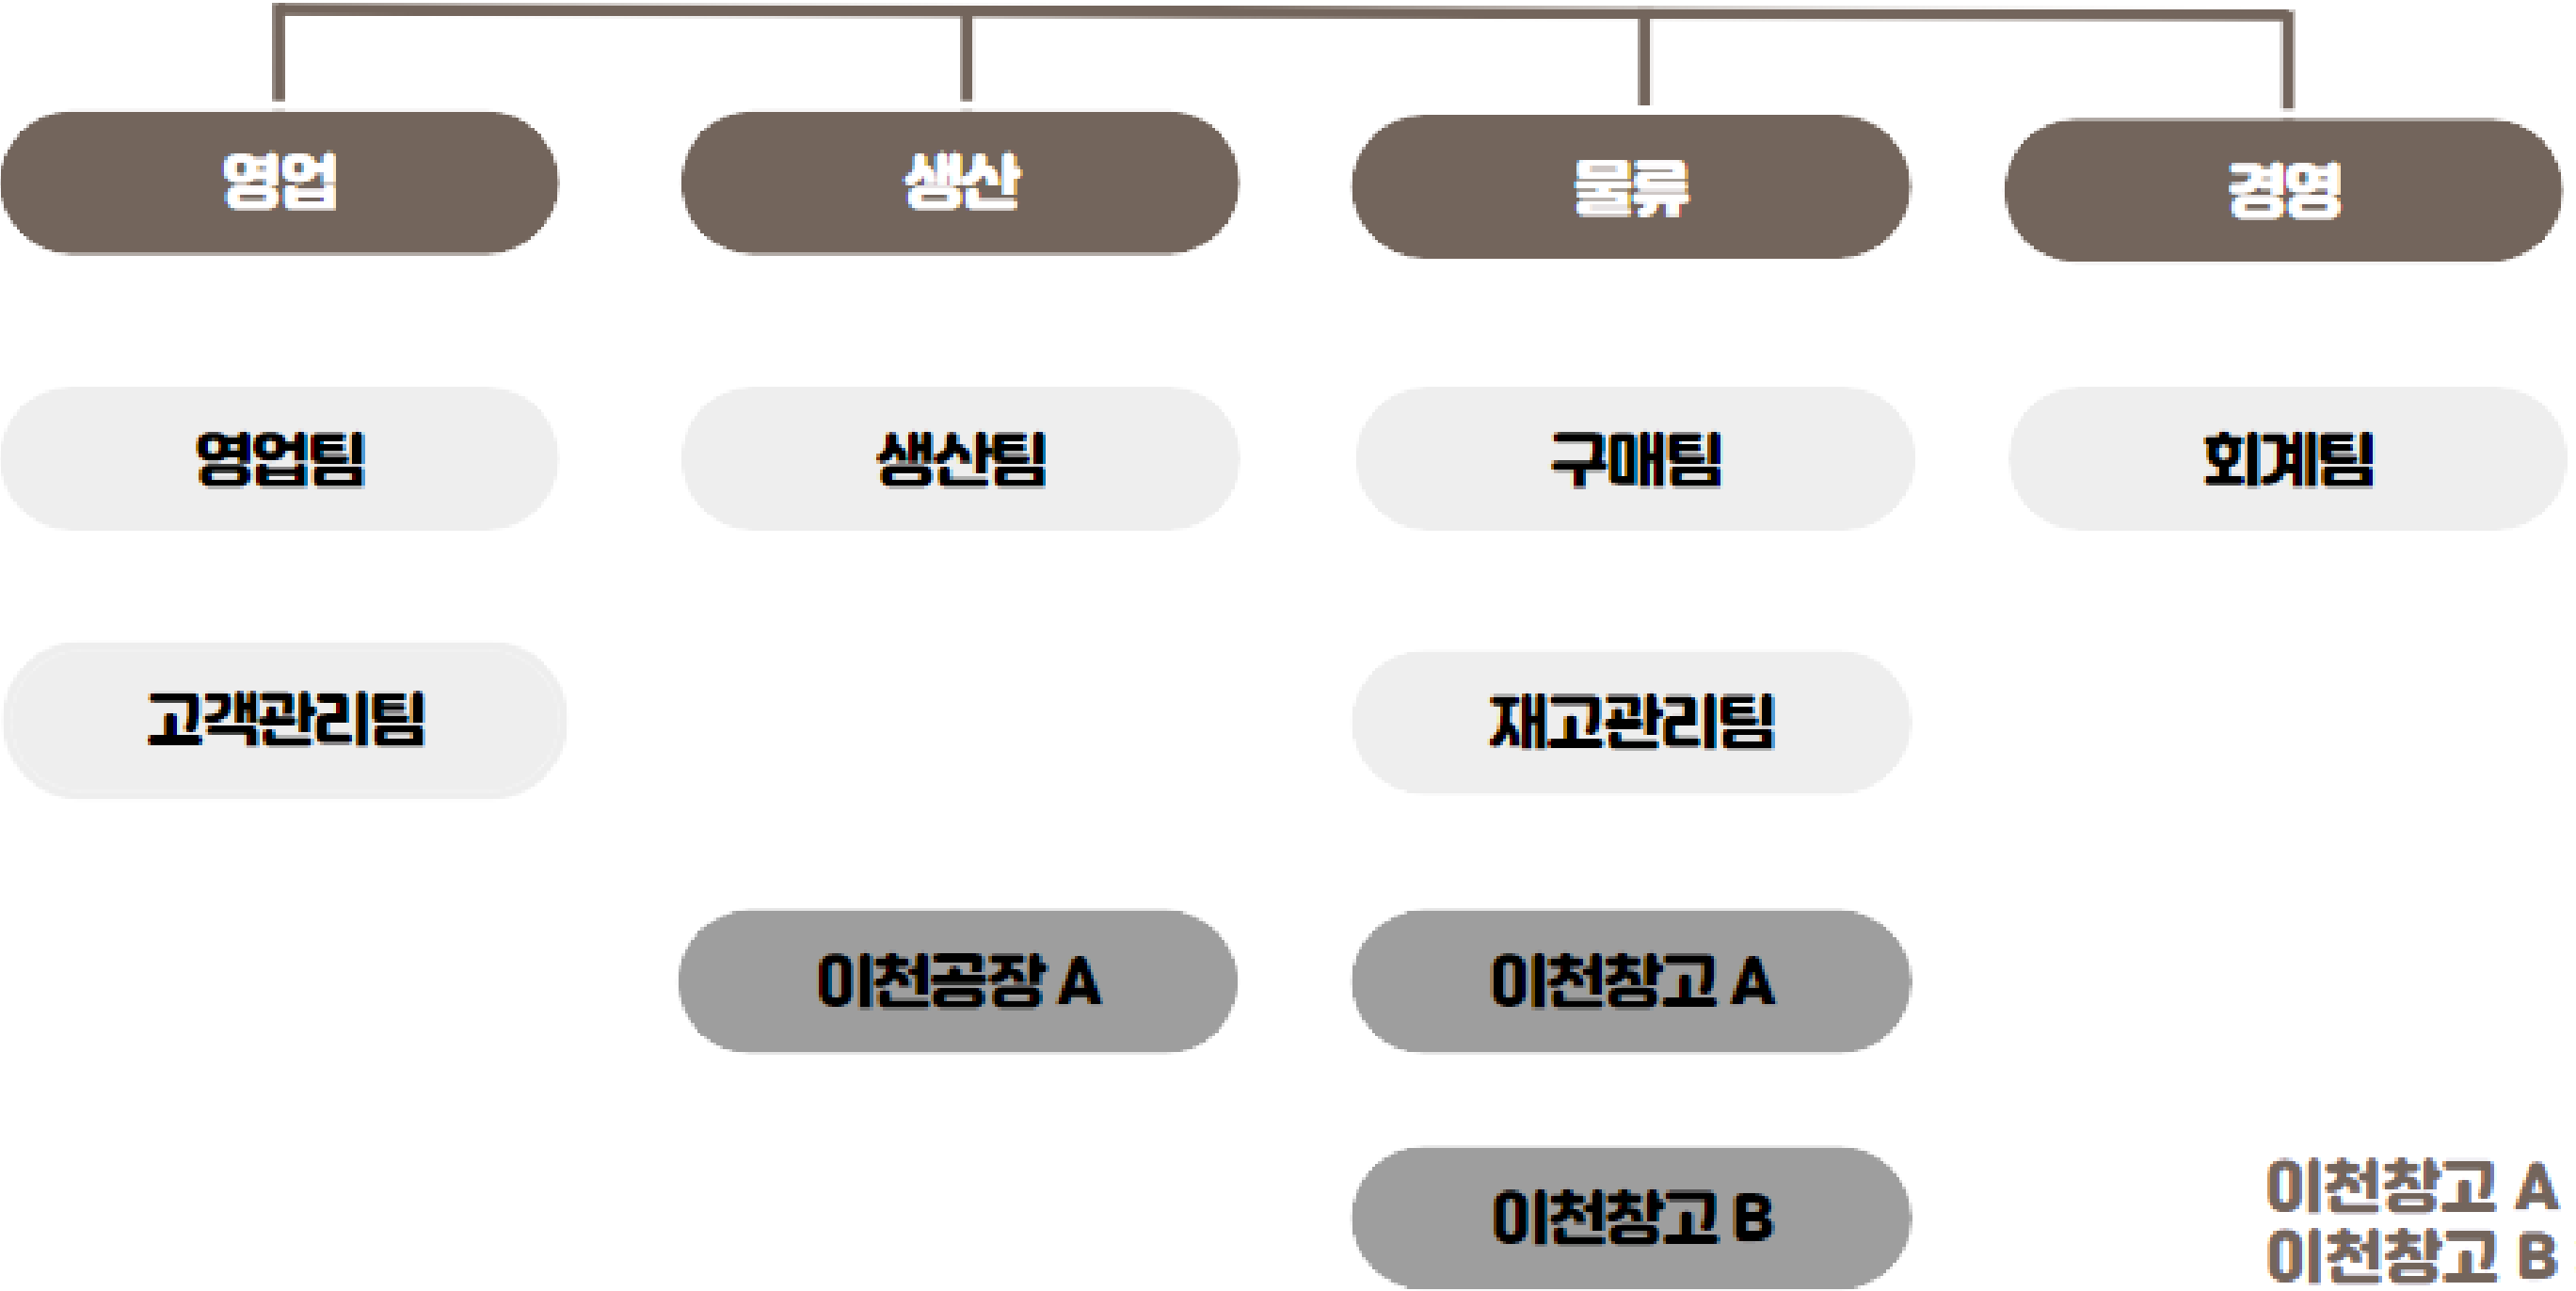 영업 생산 물류 경영
영업팀 생산팀 구매팀 회계팀
고객관리팀 재고관리팀
이천공장 A 이천창고 A
이천창고 B
이천창고 A
이천창고 B